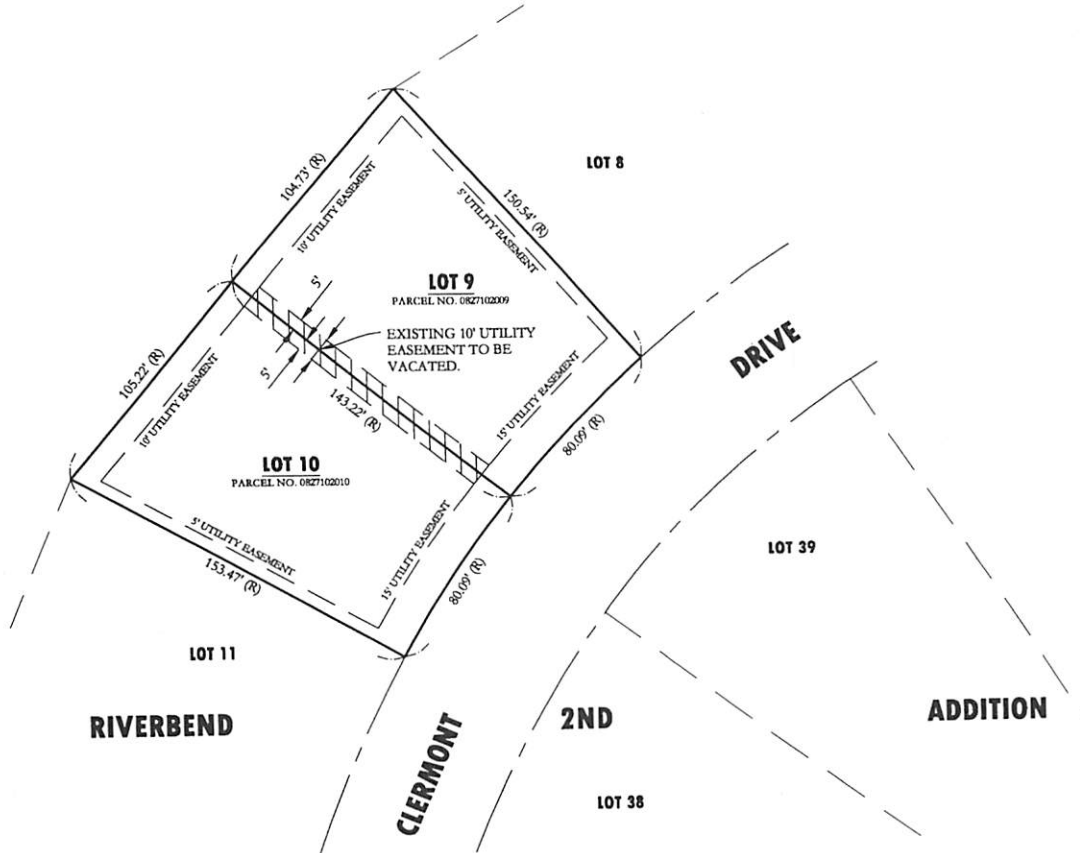 LOT 8
104.73' (R)
150.54' (R)
10' UTILITY EASEMENT
5' UTILITY EASEMENT
LOT 9
PARCEL NO. 0827102009
5'
EXISTING 10' UTILITY
EASEMENT TO BE
VACATED.
5'
DRIVE
105.22' (R)
10' UTILITY EASEMENT
143.22' (R)
15' UTILITY EASEMENT
80.09' (R)
LOT 10
PARCEL NO. 0827102010
5' UTILITY EASEMENT
153.47' (R)
15' UTILITY EASEMENT
80.09' (R)
LOT 39
LOT 11
RIVERBEND
2ND
ADDITION
CLERMONT
LOT 38